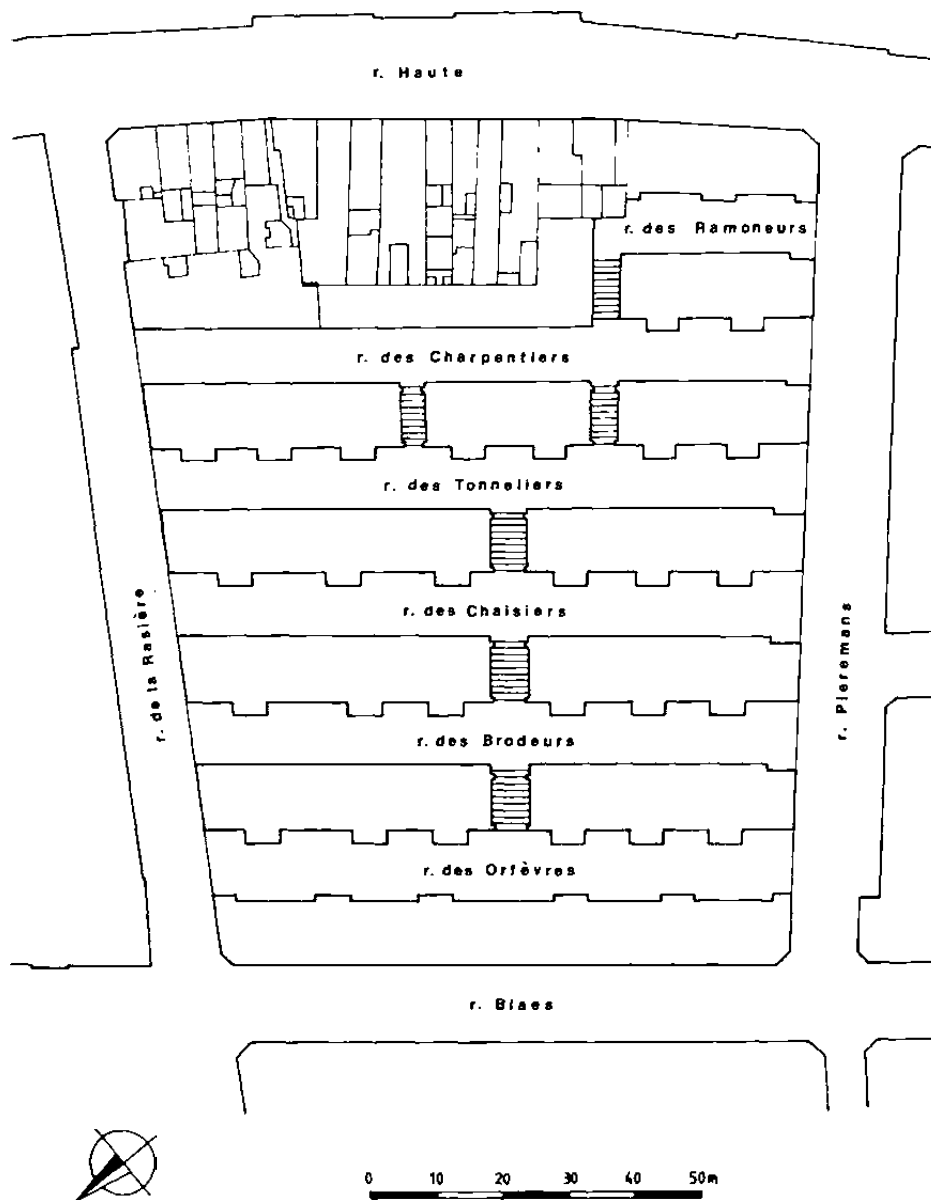 r. Haute
r. des Ramoneurs
r. des Charpentiers
r. des Tonneliers
r. des Chaisiers
r. de la Rasière
r. Pieremans
r. des Brodeurs
r. des Orfèvres
r. Blaes
0 10 20 30 40 50m